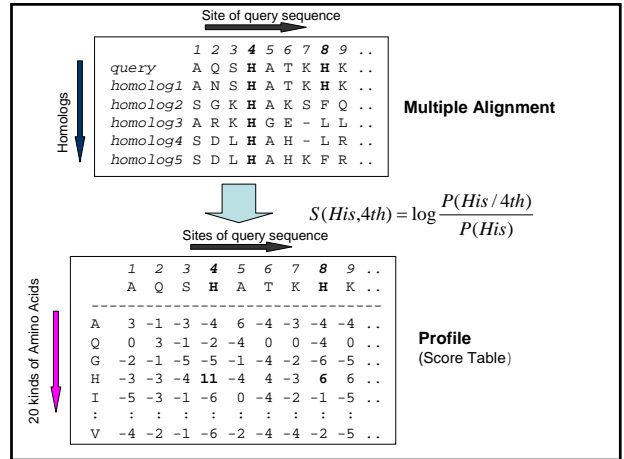 Site of query sequence
1 2 3 4 5 6 7 8 9 ..
query A Q S H A T K H K ..
homolog1 A N S H A T K H K ..
homolog2 S G K H A K S F Q ..
homolog3 A R K H G E - L L ..
homolog4 S D L H A H - L R ..
homolog5 S D L H A H K F R ..
Homologs
Multiple Alignment
S(His,4th) = log P(His/4th) / P(His)
Sites of query sequence
1 2 3 4 5 6 7 8 9 ..
A Q S H A T K H K ..
-----------------------------------
A 3 -1 -3 -4 6 -4 -3 -4 -4 ..
Q 0 3 -1 -2 -4 0 0 -4 0 ..
G -2 -1 -5 -5 -1 -4 -2 -6 -5 ..
H -3 -3 -4 11 -4 4 -3 6 6 ..
I -5 -3 -1 -6 0 -4 -2 -1 -5 ..
: : : : : : : : : :
V -4 -2 -1 -6 -2 -4 -4 -2 -5 ..
20 kinds of Amino Acids
Profile
(Score Table)